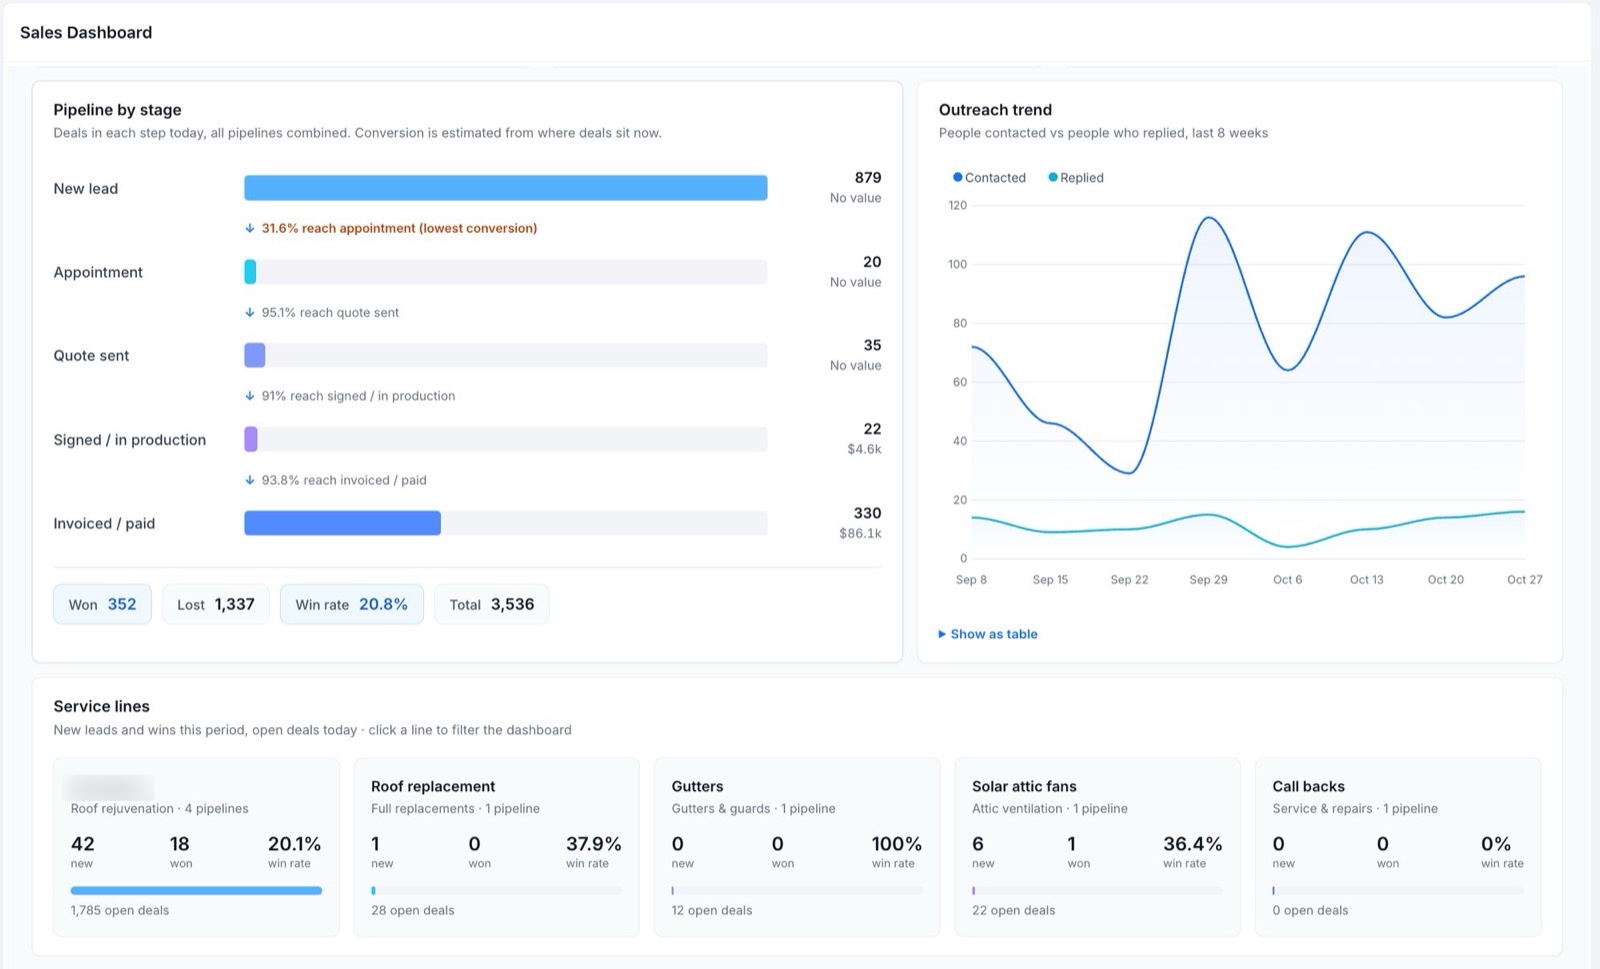 Sales Dashboard
Pipeline by stage
Deals in each step today, all pipelines combined. Conversion is estimated from where deals sit now.
New lead
879
No value
↓ 31.6% reach appointment (lowest conversion)
Appointment
20
No value
↓ 95.1% reach quote sent
Quote sent
35
No value
↓ 91% reach signed / in production
Signed / in production
22
$4.6k
↓ 93.8% reach invoiced / paid
Invoiced / paid
330
$86.1k
Won 352
Lost 1,337
Win rate 20.8%
Total 3,536
Outreach trend
People contacted vs people who replied, last 8 weeks
Contacted
Replied
120
100
80
60
40
20
0
Sep 8
Sep 15
Sep 22
Sep 29
Oct 6
Oct 13
Oct 20
Oct 27
Show as table
Service lines
New leads and wins this period, open deals today · click a line to filter the dashboard
Roof rejuvenation · 4 pipelines
42 18 20.1%
new won win rate
1,785 open deals
Roof replacement
Full replacements · 1 pipeline
1 0 37.9%
new won win rate
28 open deals
Gutters
Gutters & guards · 1 pipeline
0 0 100%
new won win rate
12 open deals
Solar attic fans
Attic ventilation · 1 pipeline
6 1 36.4%
new won win rate
22 open deals
Call backs
Service & repairs · 1 pipeline
0 0 0%
new won win rate
0 open deals